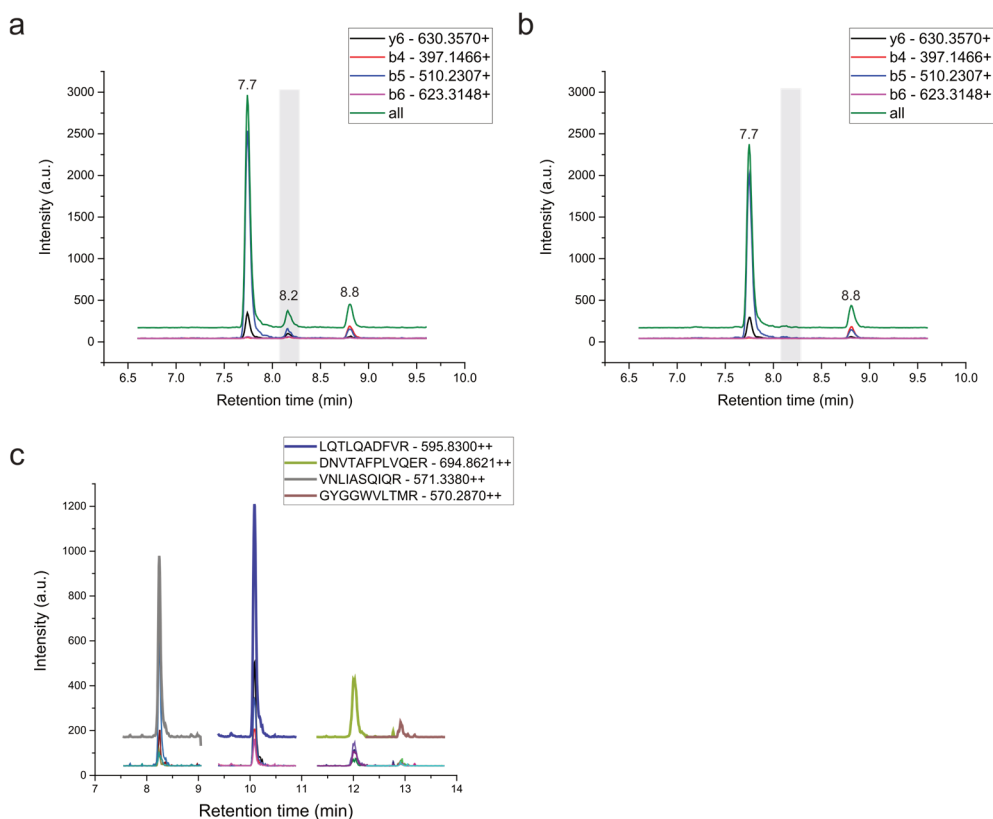 a
y6 - 630.3570+
b4 - 397.1466+
b5 - 510.2307+
b6 - 623.3148+
all
7.7
8.2
8.8
3000
2500
2000
1500
1000
500
0
Intensity (a.u.)
6.5 7.0 7.5 8.0 8.5 9.0 9.5 10.0
Retention time (min)
b
y6 - 630.3570+
b4 - 397.1466+
b5 - 510.2307+
b6 - 623.3148+
all
7.7
8.8
3000
2500
2000
1500
1000
500
0
Intensity (a.u.)
6.5 7.0 7.5 8.0 8.5 9.0 9.5 10.0
Retention time (min)
c
LQTLQADFVR - 595.8300++
DNVTAFPLVQER - 694.8621++
VNLIASQIQR - 571.3380++
GYGGWVLTMR - 570.2870++
1200
1000
800
600
400
200
0
Intensity (a.u.)
7 8 9 10 11 12 13 14
Retention time (min)